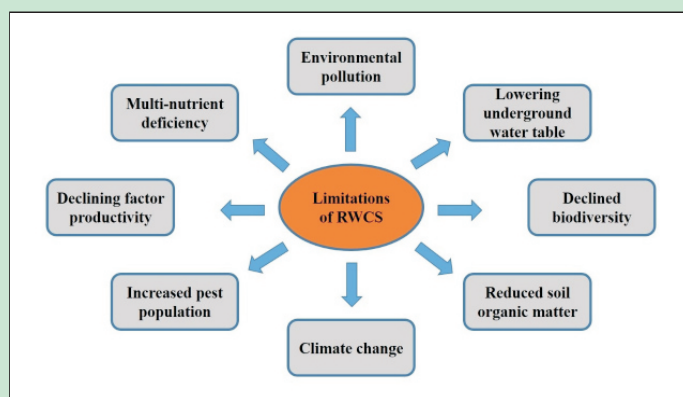 Environmental
pollution
Multi-nutrient
deficiency
Lowering
underground
water table
Declining factor
productivity
Limitations
of RWCS
Declined
biodiversity
Increased pest
population
Reduced soil
organic matter
Climate change